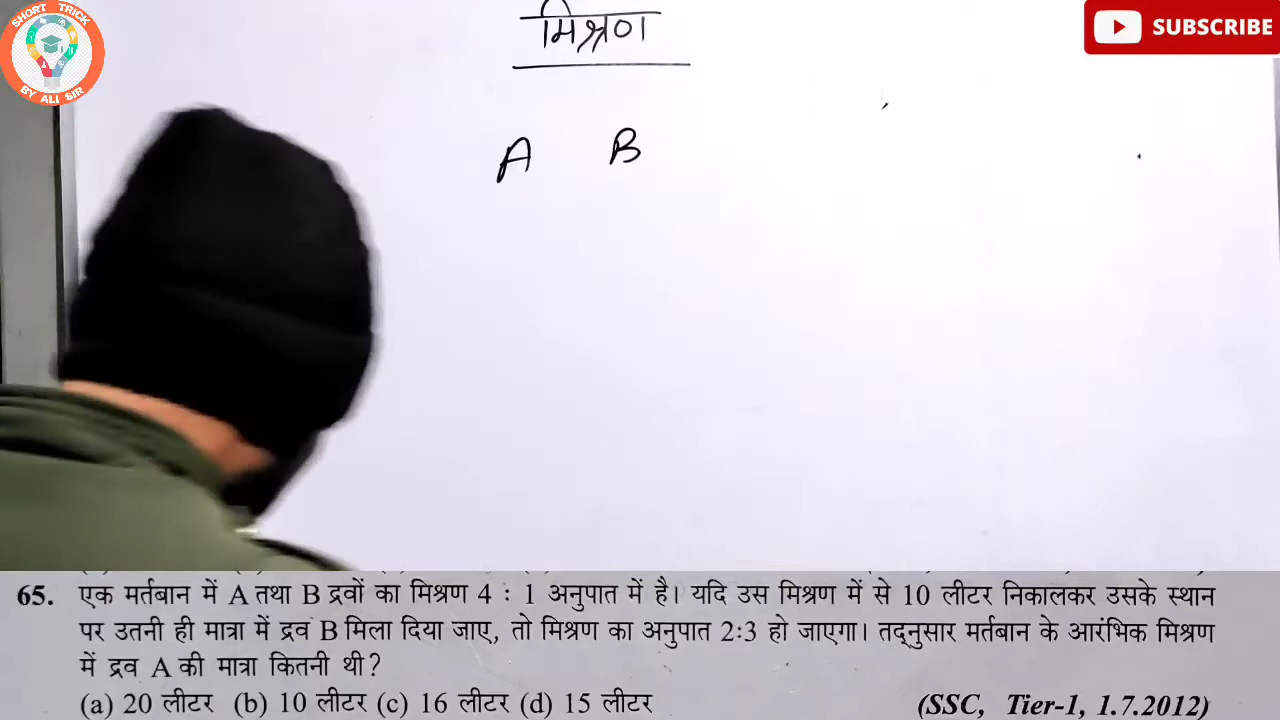 SHORT TRICK
BY ALI SIR
SUBSCRIBE
मिश्रण
A B
65. एक मर्तबान में A तथा B द्रवों का मिश्रण 4 : 1 अनुपात में है। यदि उस मिश्रण में से 10 लीटर निकालकर उसके स्थान
पर उतनी ही मात्रा में द्रव B मिला दिया जाए, तो मिश्रण का अनुपात 2:3 हो जाएगा। तद्नुसार मर्तबान के आरंभिक मिश्रण
में द्रव A की मात्रा कितनी थी?
(a) 20 लीटर (b) 10 लीटर (c) 16 लीटर (d) 15 लीटर (SSC, Tier-1, 1.7.2012)